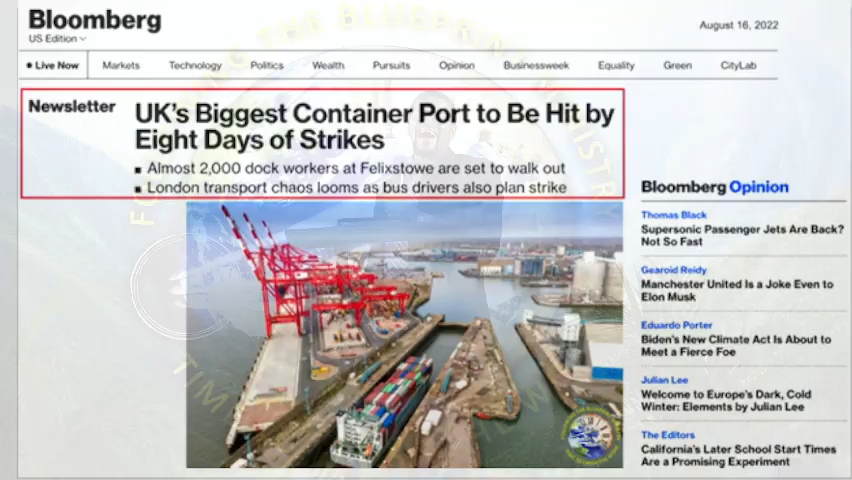 Bloomberg
US Edition
August 16, 2022
Live Now
Markets
Technology
Politics
Wealth
Pursuits
Opinion
Businessweek
Equality
Green
CityLab
Newsletter
UK's Biggest Container Port to Be Hit by
Eight Days of Strikes
Almost 2,000 dock workers at Felixstowe are set to walk out
London transport chaos looms as bus drivers also plan strike
Bloomberg Opinion
Thomas Black
Supersonic Passenger Jets Are Back?
Not So Fast
Gearoid Reidy
Manchester United Is a Joke Even to
Elon Musk
Eduardo Porter
Biden's New Climate Act Is About to
Meet a Fierce Foe
Julian Lee
Welcome to Europe's Dark, Cold
Winter: Elements by Julian Lee
The Editors
California's Later School Start Times
Are a Promising Experiment